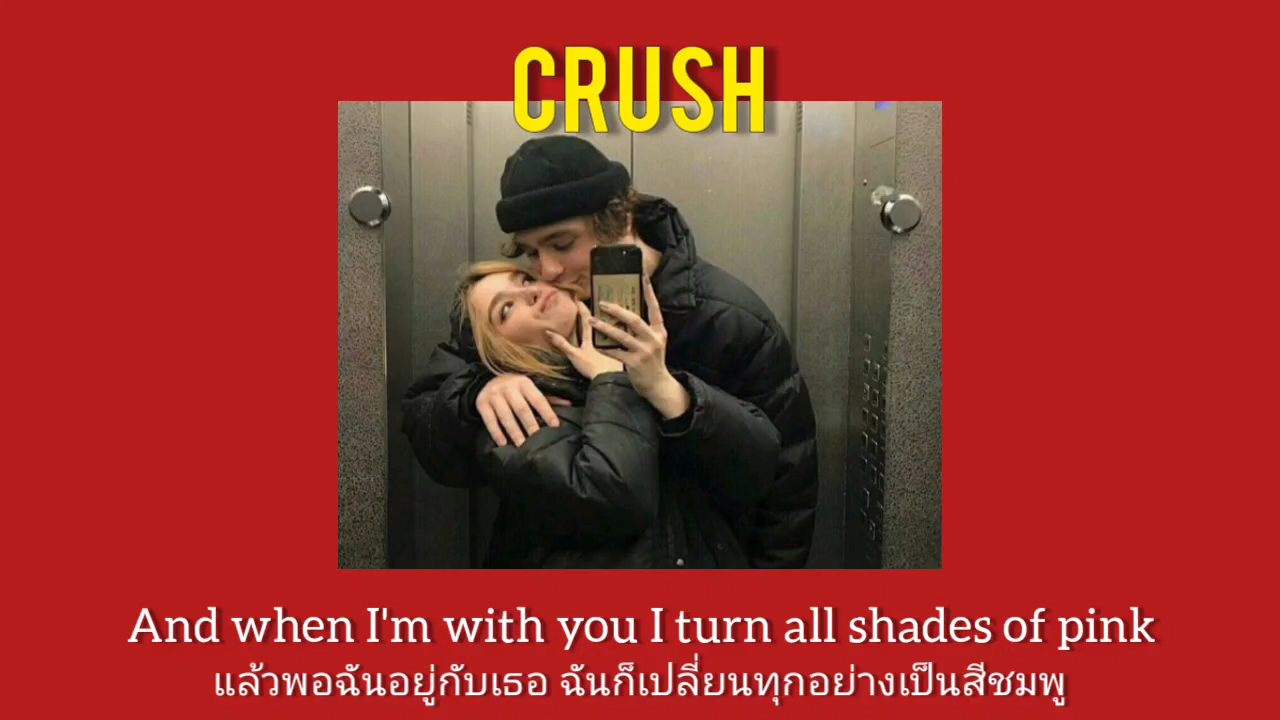 CRUSH
And when I'm with you I turn all shades of pink
แล้วพอฉันอยู่กับเธอ ฉันก็เปลี่ยนทุกอย่างเป็นสีชมพู